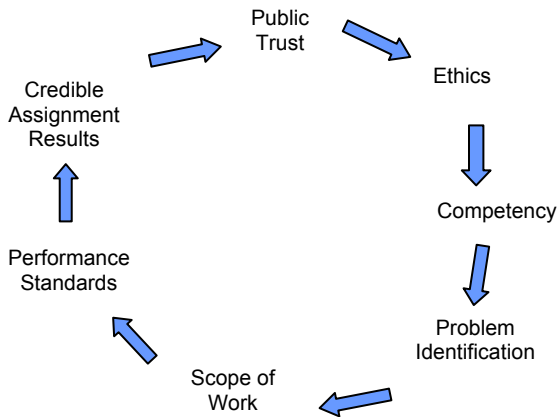 Public
Trust
Ethics
Competency
Problem
Identification
Scope of
Work
Performance
Standards
Credible
Assignment
Results